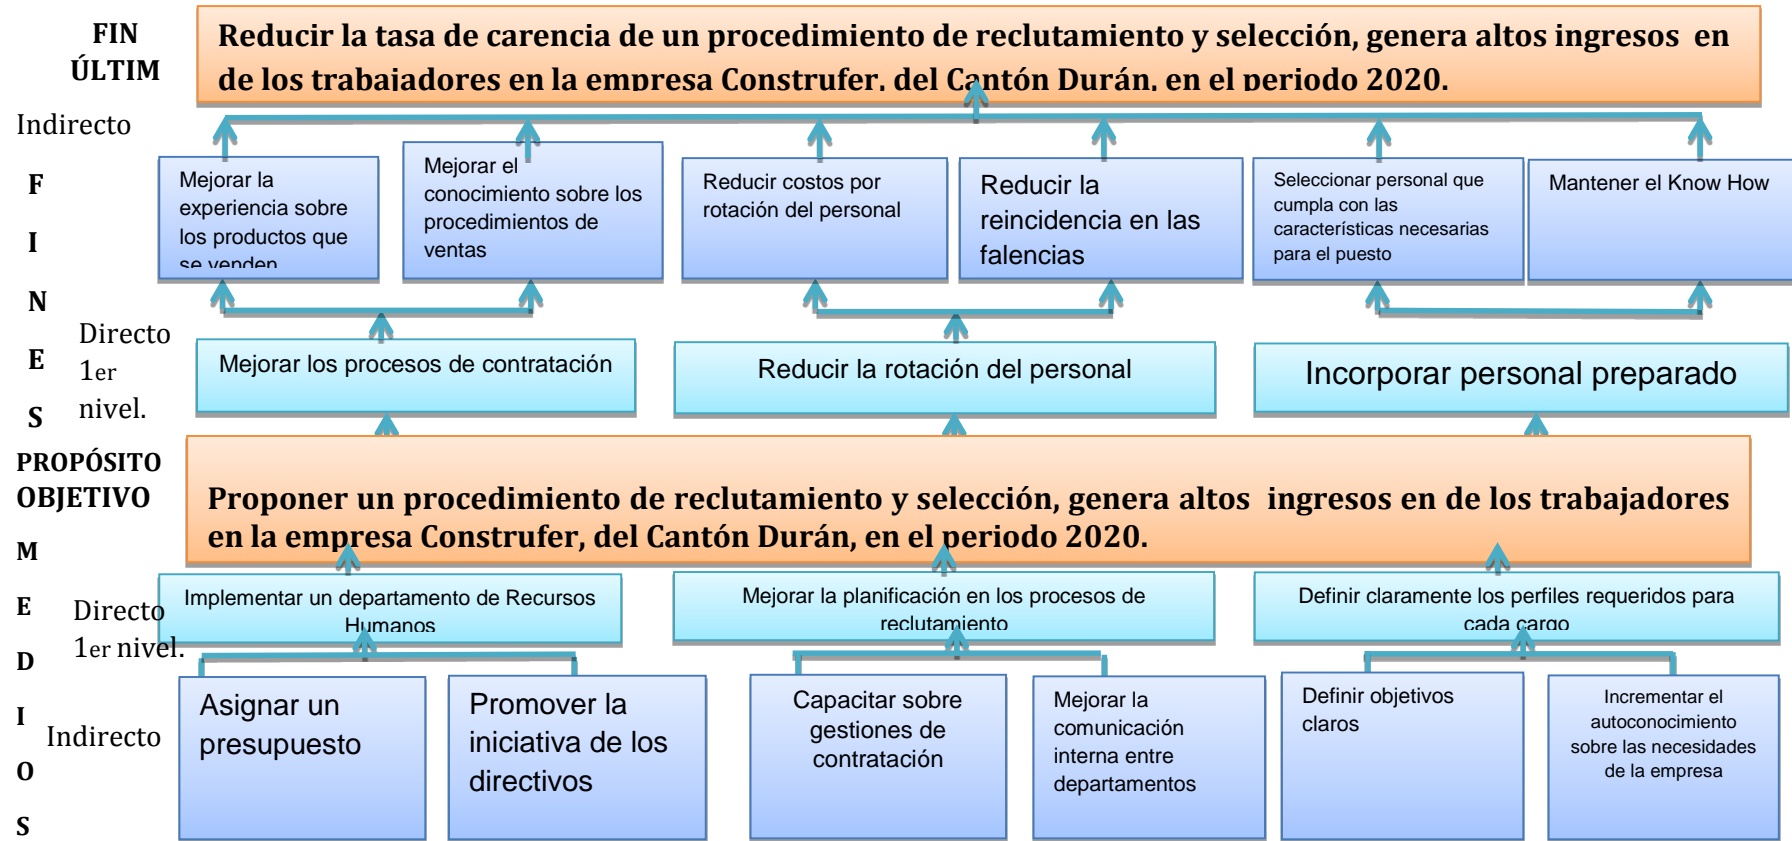 FIN
ÚLTIM
Reducir la tasa de carencia de un procedimiento de reclutamiento y selección, genera altos ingresos en
de los trabajadores en la empresa Construfer, del Cantón Durán, en el periodo 2020.
Indirecto
F
I
N
E
S
Mejorar la
experiencia sobre
los productos que
se venden
Mejorar el
conocimiento sobre los
procedimientos de
ventas
Reducir costos por
rotación del personal
Reducir la
reincidencia en las
falencias
Seleccionar personal que
cumpla con las
características necesarias
para el puesto
Mantener el Know How
Directo
1er
nivel.
Mejorar los procesos de contratación
Reducir la rotación del personal
Incorporar personal preparado
PROPÓSITO
OBJETIVO
Proponer un procedimiento de reclutamiento y selección, genera altos ingresos en de los trabajadores
en la empresa Construfer, del Cantón Durán, en el periodo 2020.
M
E
D
I
O
S
Directo
1er nivel.
Implementar un departamento de Recursos
Humanos
Mejorar la planificación en los procesos de
reclutamiento
Definir claramente los perfiles requeridos para
cada cargo
Indirecto
Asignar un
presupuesto
Promover la
iniciativa de los
directivos
Capacitar sobre
gestiones de
contratación
Mejorar la
comunicación
interna entre
departamentos
Definir objetivos
claros
Incrementar el
autoconocimiento
sobre las necesidades
de la empresa